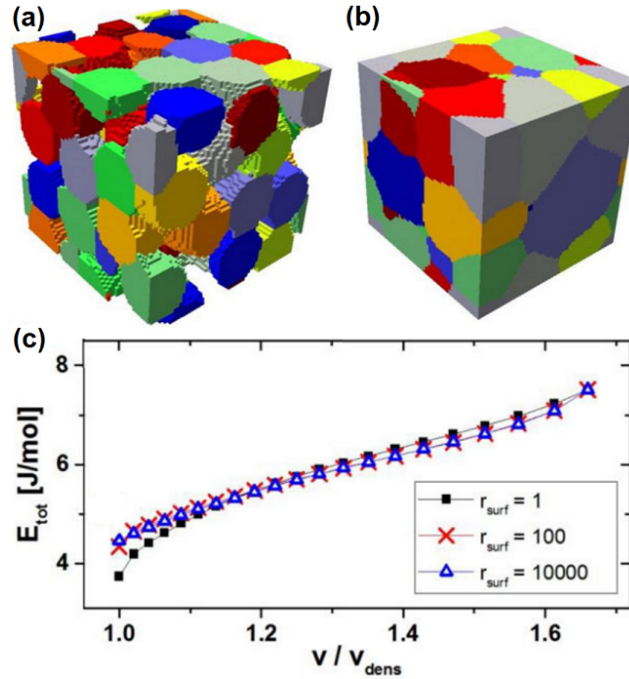 (a)
(b)
(c)
8
6
4
E_tot [J/mol]
r_surf = 1
r_surf = 100
r_surf = 10000
1.0 1.2 1.4 1.6
v / v_dens